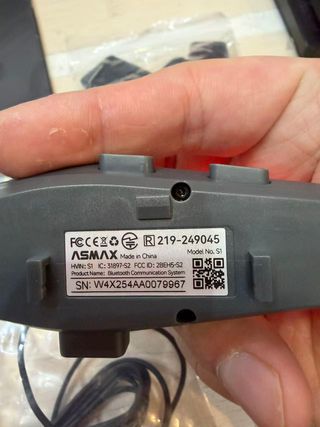 FC CE R 219-249045
ASMAX Made in China Model No. S1
HVIN: S1 IC: 31897-S2 FCC ID: 2BEH5-S2
Product Name: Bluetooth Communication System
SN: W4X254AA0079967